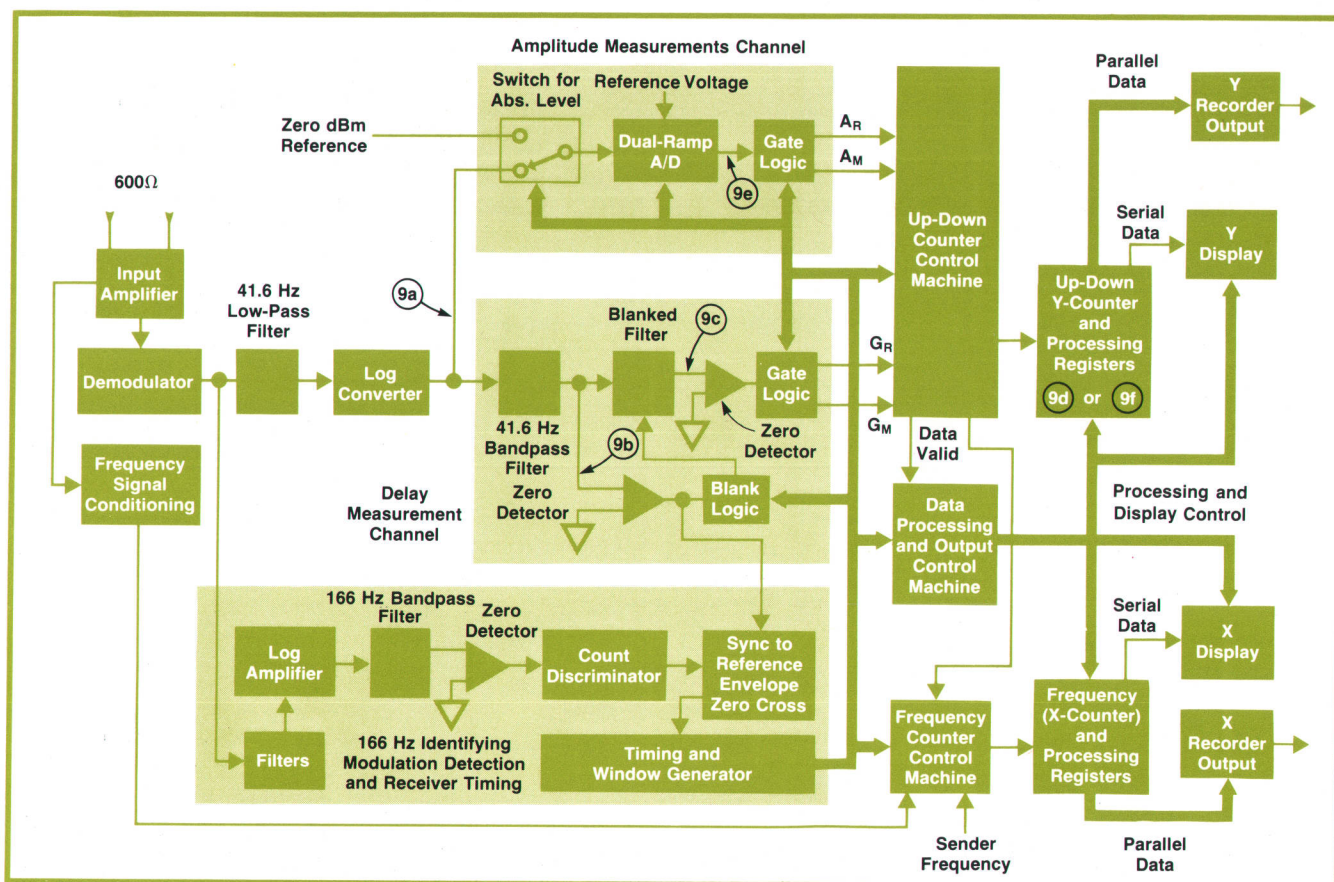 Amplitude Measurements Channel
Switch for
Abs. Level
Reference Voltage
Zero dBm
Reference
Dual-Ramp
A/D
9e
Gate
Logic
AR
AM
Up-Down
Counter
Control
Machine
Parallel
Data
Y
Recorder
Output
Serial
Data
Y
Display
600Ω
Input
Amplifier
41.6 Hz
Low-Pass
Filter
9a
Demodulator
Log
Converter
Blanked
Filter
9c
GR
GM
Gate
Logic
Zero
Detector
41.6 Hz
Bandpass
Filter
9b
Zero
Detector
Blank
Logic
Delay
Measurement
Channel
Frequency
Signal
Conditioning
Up-Down
Y-Counter
and
Processing
Registers
9d or 9f
Data
Valid
Data
Processing
and Output
Control
Machine
Processing and
Display Control
166 Hz Bandpass
Filter
Zero
Detector
Log
Amplifier
Count
Discriminator
Sync to
Reference
Envelope
Zero Cross
Filters
166 Hz Identifying
Modulation Detection
and Receiver Timing
Timing and
Window Generator
Frequency
Counter
Control
Machine
Frequency
(X-Counter)
and
Processing
Registers
Serial
Data
X
Display
X
Recorder
Output
Sender
Frequency
Parallel
Data